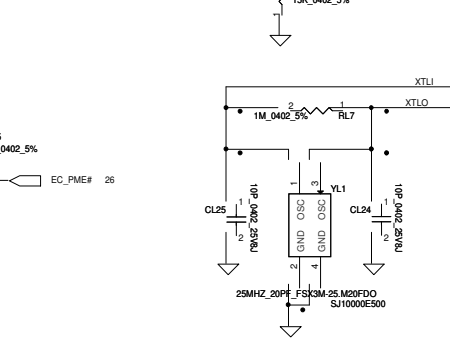 15K_0402_5%
XTLI
XTLO
2
1
1M_0402_5%
RL7
0402_5%
EC_PME# 26
1
3
YL1
OSC
OSC
GND
GND
2
4
CL25
1
2
10P_0402_25V8J
CL24
1
2
10P_0402_25V8J
25MHZ_20PF_FSX3M-25.M20FDO
SJ10000E500